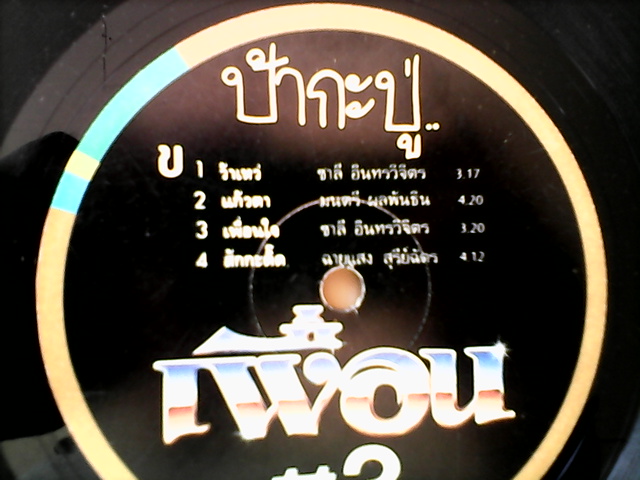 ป้ากะปู่..
ข
1 ว้าเหว่ ชาลี อินทรวิจิตร 3.17
2 แก้วตา มนตรี ผลพันธิน 4.20
3 เพื่อนใจ ชาลี อินทรวิจิตร 3.20
4 สักกะตี๊ด ฉายแสง สุรีย์ฉัตร 4.12
เพื่อน